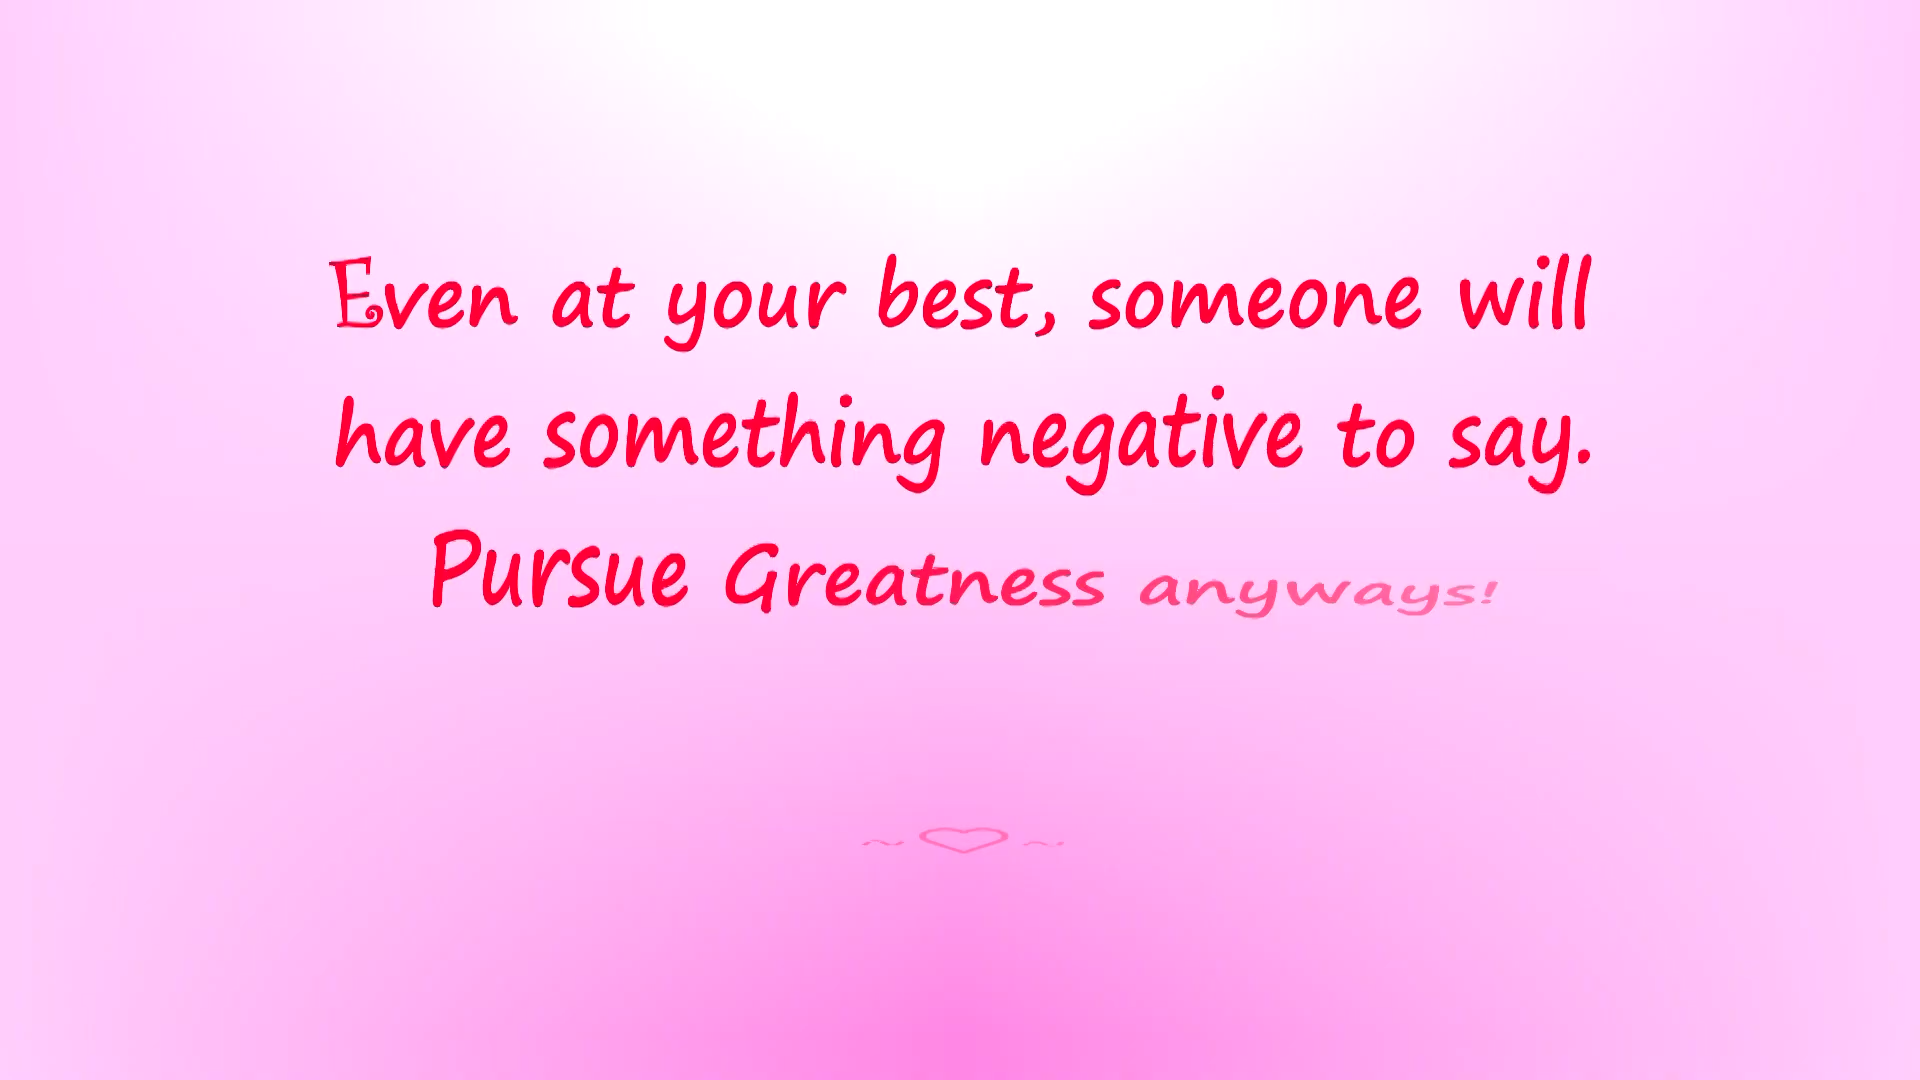 Even at your best, someone will
have something negative to say.
Pursue Greatness anyways!
~ ♡ ~